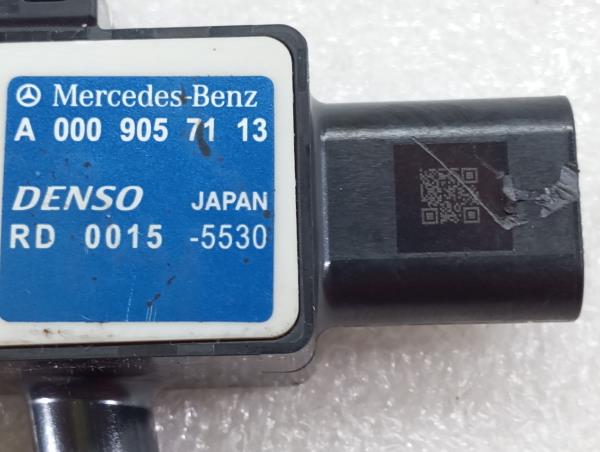 Mercedes-Benz
A 000 905 71 13
DENSO JAPAN
RD 0015 -5530